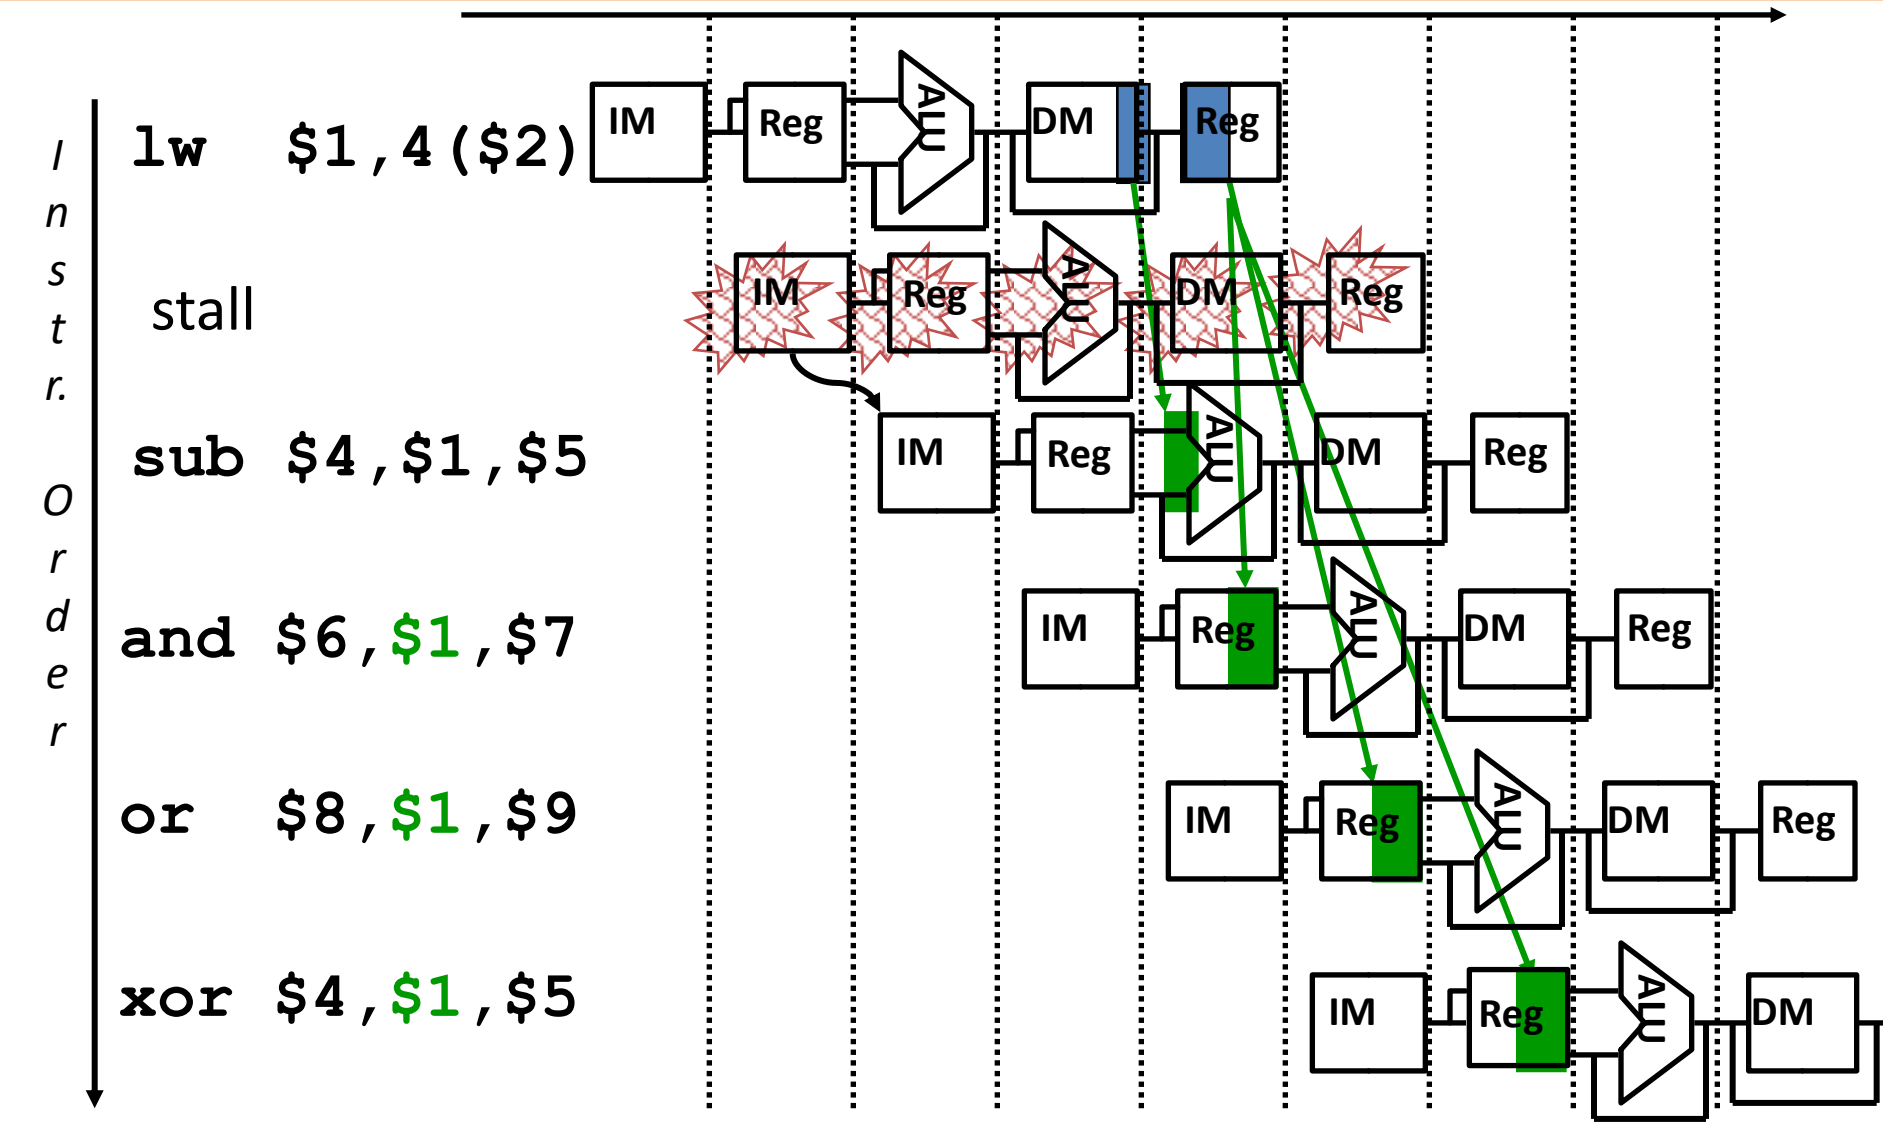 Instr. Order
lw $1,4($2) IM Reg ALU DM Reg
stall IM Reg ALU DM Reg
sub $4,$1,$5 IM Reg ALU DM Reg
and $6,$1,$7 IM Reg ALU DM Reg
or $8,$1,$9 IM Reg ALU DM Reg
xor $4,$1,$5 IM Reg ALU DM